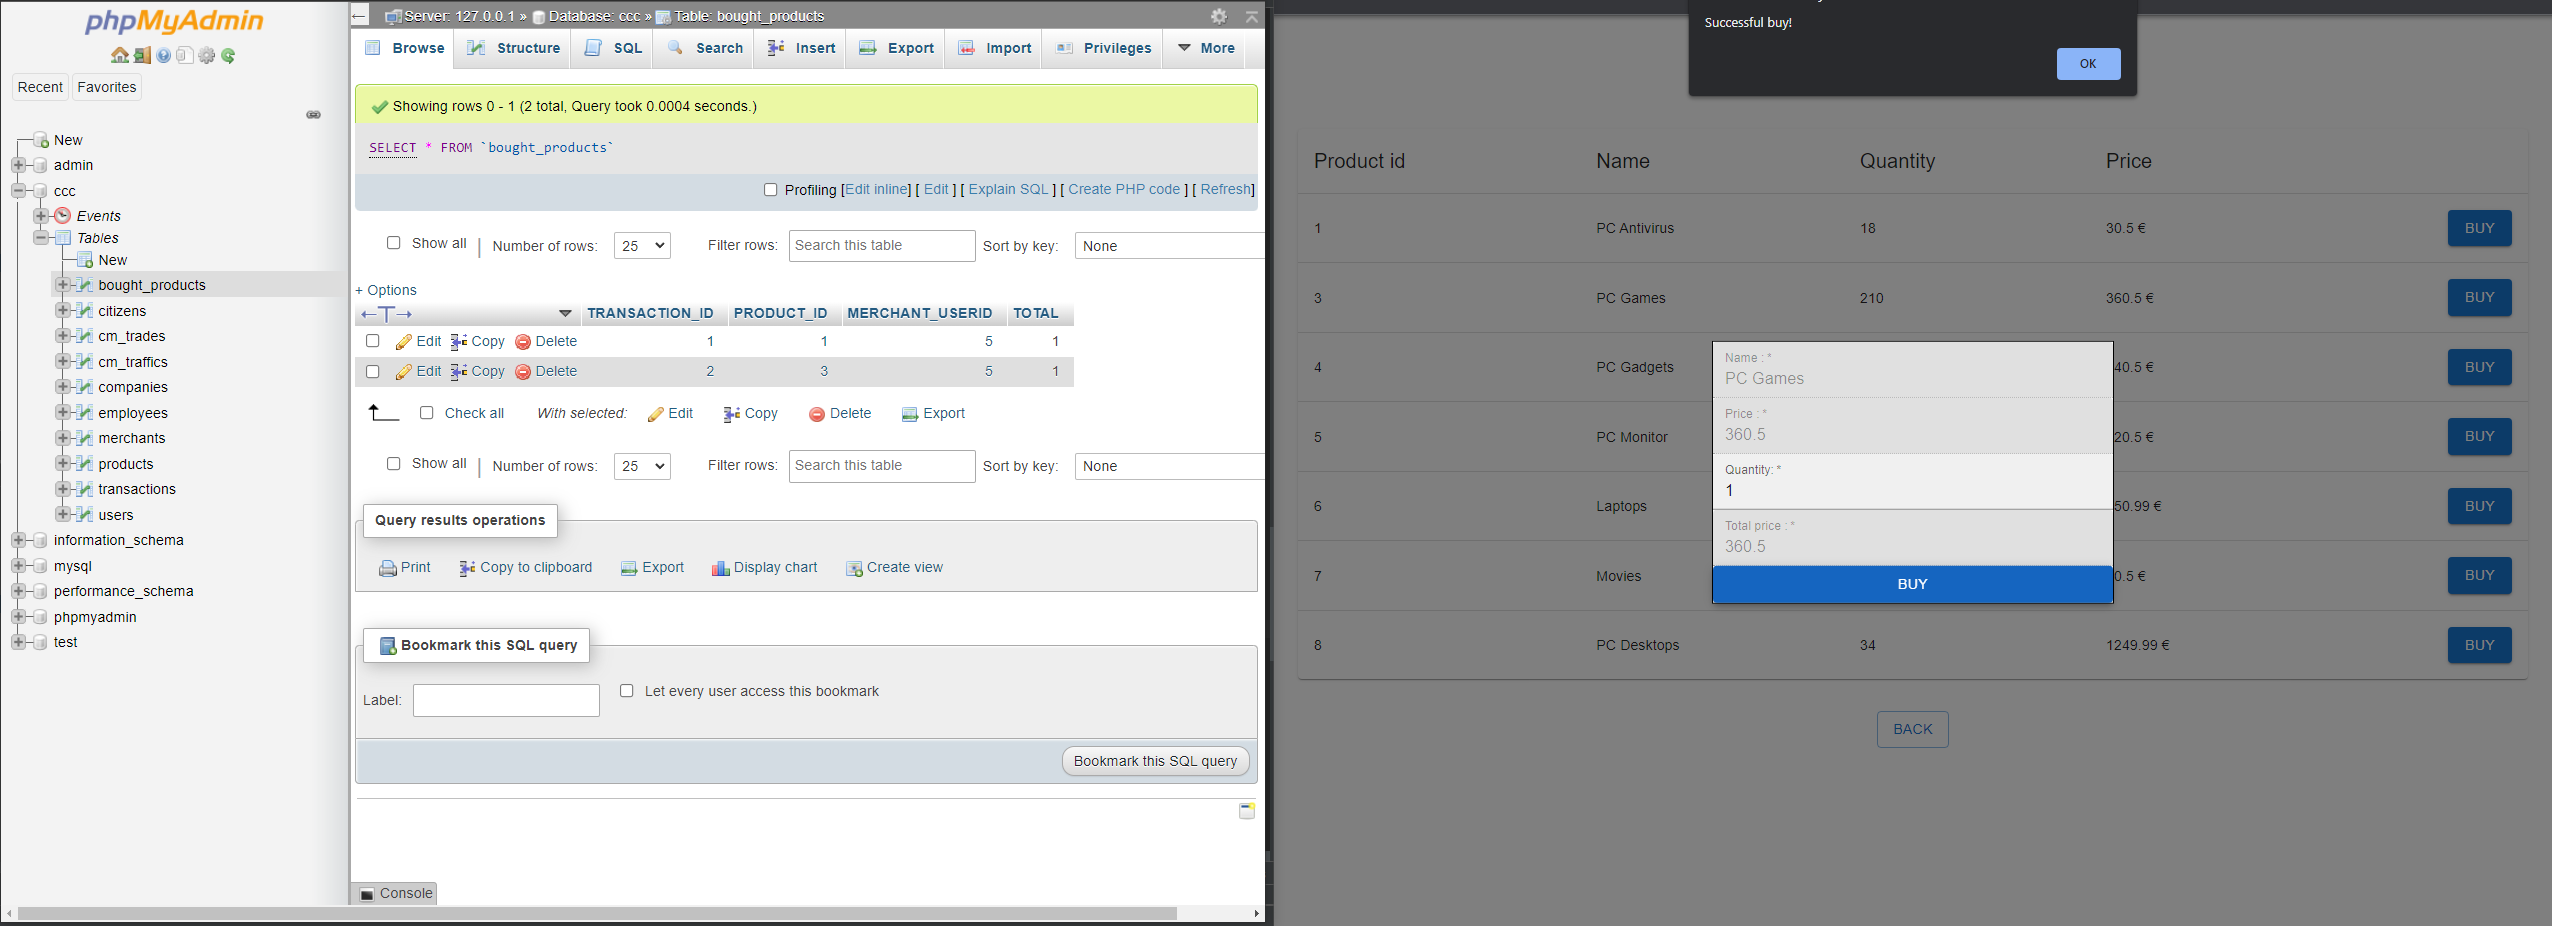 phpMyAdmin
Recent
Favorites
New
admin
ccc
Events
Tables
New
bought_products
citizens
cm_trades
cm_traffics
companies
employees
merchants
products
transactions
users
information_schema
mysql
performance_schema
phpmyadmin
test
Server: 127.0.0.1 » Database: ccc » Table: bought_products
Browse Structure SQL Search Insert Export Import Privileges More
Showing rows 0 - 1 (2 total, Query took 0.0004 seconds.)
SELECT * FROM `bought_products`
Profiling [Edit inline] [ Edit ] [ Explain SQL ] [ Create PHP code ] [ Refresh]
Show all | Number of rows: 25 Filter rows: Search this table Sort by key: None
+ Options
←T→ TRANSACTION_ID PRODUCT_ID MERCHANT_USERID TOTAL
Edit Copy Delete 1 1 5 1
Edit Copy Delete 2 3 5 1
Check all With selected: Edit Copy Delete Export
Show all | Number of rows: 25 Filter rows: Search this table Sort by key: None
Query results operations
Print Copy to clipboard Export Display chart Create view
Bookmark this SQL query
Label: Let every user access this bookmark
Bookmark this SQL query
Console
Successful buy!
OK
Product id Name Quantity Price
1 PC Antivirus 18 30.5 € BUY
3 PC Games 210 360.5 € BUY
4 PC Gadgets 40.5 € BUY
5 PC Monitor 20.5 € BUY
6 Laptops 50.99 € BUY
7 Movies 0.5 € BUY
8 PC Desktops 34 1249.99 € BUY
Name : *
PC Games
Price : *
360.5
Quantity: *
1
Total price : *
360.5
BUY
BACK